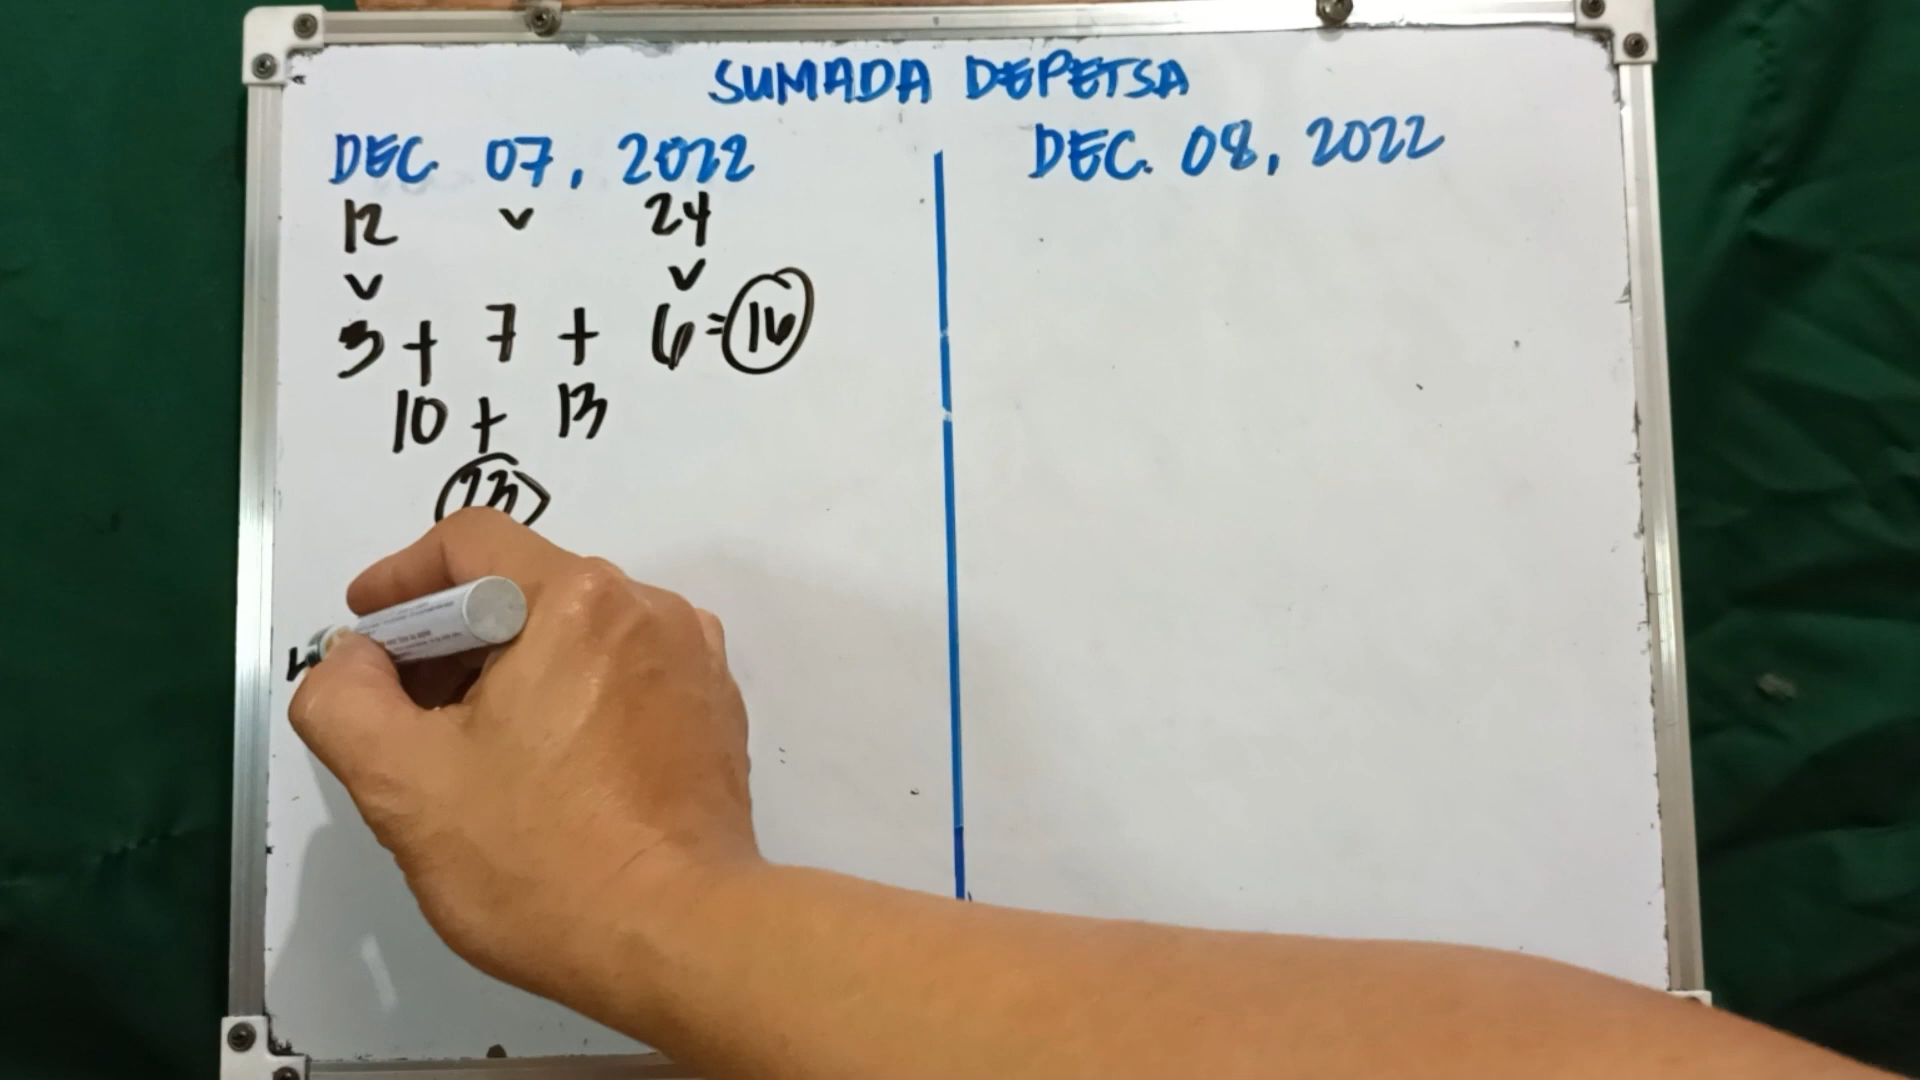 SUMADA DEPETSA
DEC 07, 2022
12 v 24
v v
3 + 7 + 6 = 16
10 + 13
23
DEC. 08, 2022